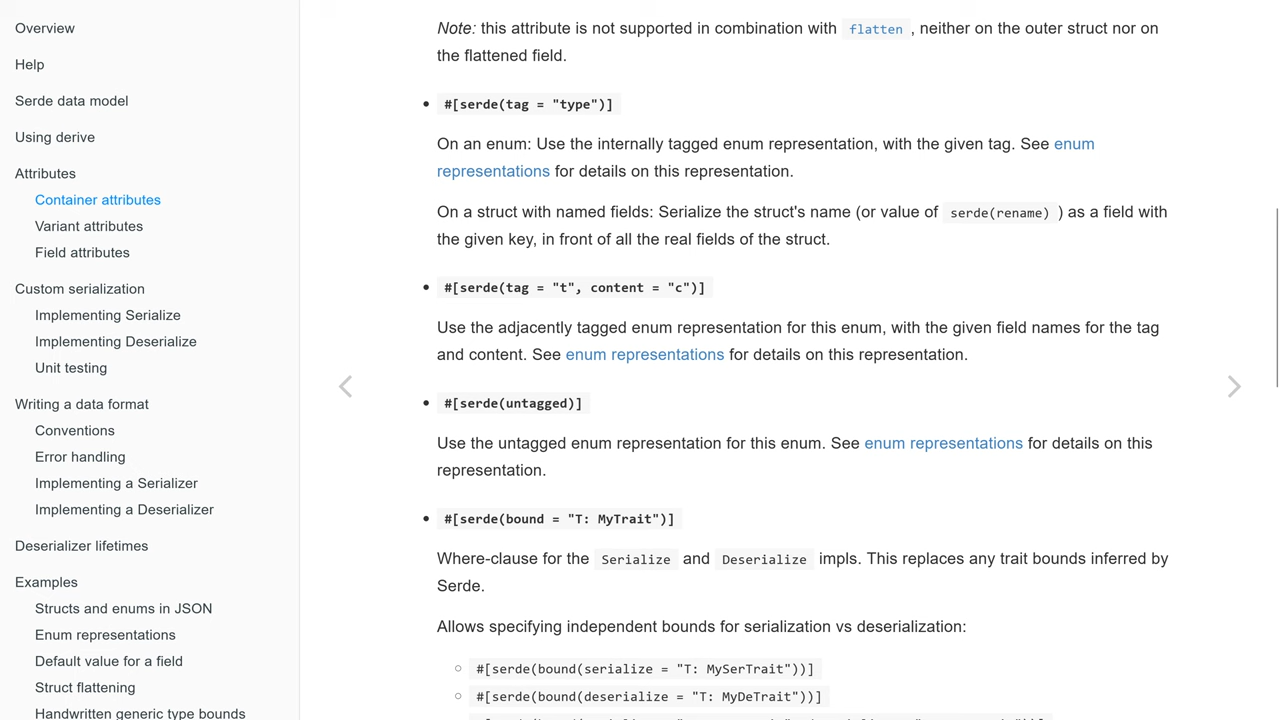 Overview
Help
Serde data model
Using derive
Attributes
Container attributes
Variant attributes
Field attributes
Custom serialization
Implementing Serialize
Implementing Deserialize
Unit testing
Writing a data format
Conventions
Error handling
Implementing a Serializer
Implementing a Deserializer
Deserializer lifetimes
Examples
Structs and enums in JSON
Enum representations
Default value for a field
Struct flattening
Handwritten generic type bounds
Note: this attribute is not supported in combination with flatten , neither on the outer struct nor on
the flattened field.
• #[serde(tag = "type")]
On an enum: Use the internally tagged enum representation, with the given tag. See enum
representations for details on this representation.
On a struct with named fields: Serialize the struct's name (or value of serde(rename) ) as a field with
the given key, in front of all the real fields of the struct.
• #[serde(tag = "t", content = "c")]
Use the adjacently tagged enum representation for this enum, with the given field names for the tag
and content. See enum representations for details on this representation.
• #[serde(untagged)]
Use the untagged enum representation for this enum. See enum representations for details on this
representation.
• #[serde(bound = "T: MyTrait")]
Where-clause for the Serialize and Deserialize impls. This replaces any trait bounds inferred by
Serde.
Allows specifying independent bounds for serialization vs deserialization:
○ #[serde(bound(serialize = "T: MySerTrait"))]
○ #[serde(bound(deserialize = "T: MyDeTrait"))]